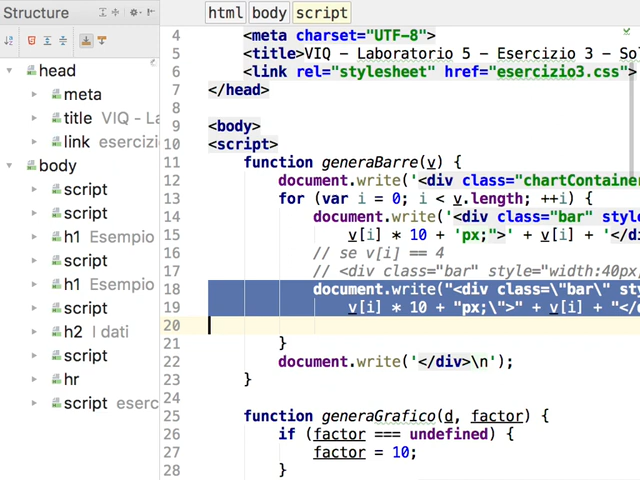 Structure
html body script
head
meta
title VIQ - La
link esercizi
body
script
script
h1 Esempio
script
h1 Esempio
script
h2 I dati
script
hr
script eserc
4 <meta charset="UTF-8">
5 <title>VIQ - Laboratorio 5 - Esercizio 3 - Sol
6 <link rel="stylesheet" href="esercizio3.css">
7 </head>
8
9 <body>
10 <script>
11 function generaBarre(v) {
12 document.write('<div class="chartContainer
13 for (var i = 0; i < v.length; ++i) {
14 document.write('<div class="bar" style
15 v[i] * 10 + 'px;">' + v[i] + '</di
16 // se v[i] == 4
17 // <div class="bar" style="width:40px;
18 document.write("<div class=\"bar\" sty
19 v[i] * 10 + "px;\">" + v[i] + "</d
20
21 }
22 document.write('</div>\n');
23 }
24
25 function generaGrafico(d, factor) {
26 if (factor === undefined) {
27 factor = 10;
28 }